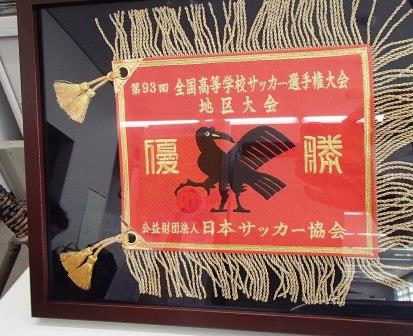 第93回 全国高等学校サッカー選手権大会
地区大会
優勝
公益財団法人 日本サッカー協会